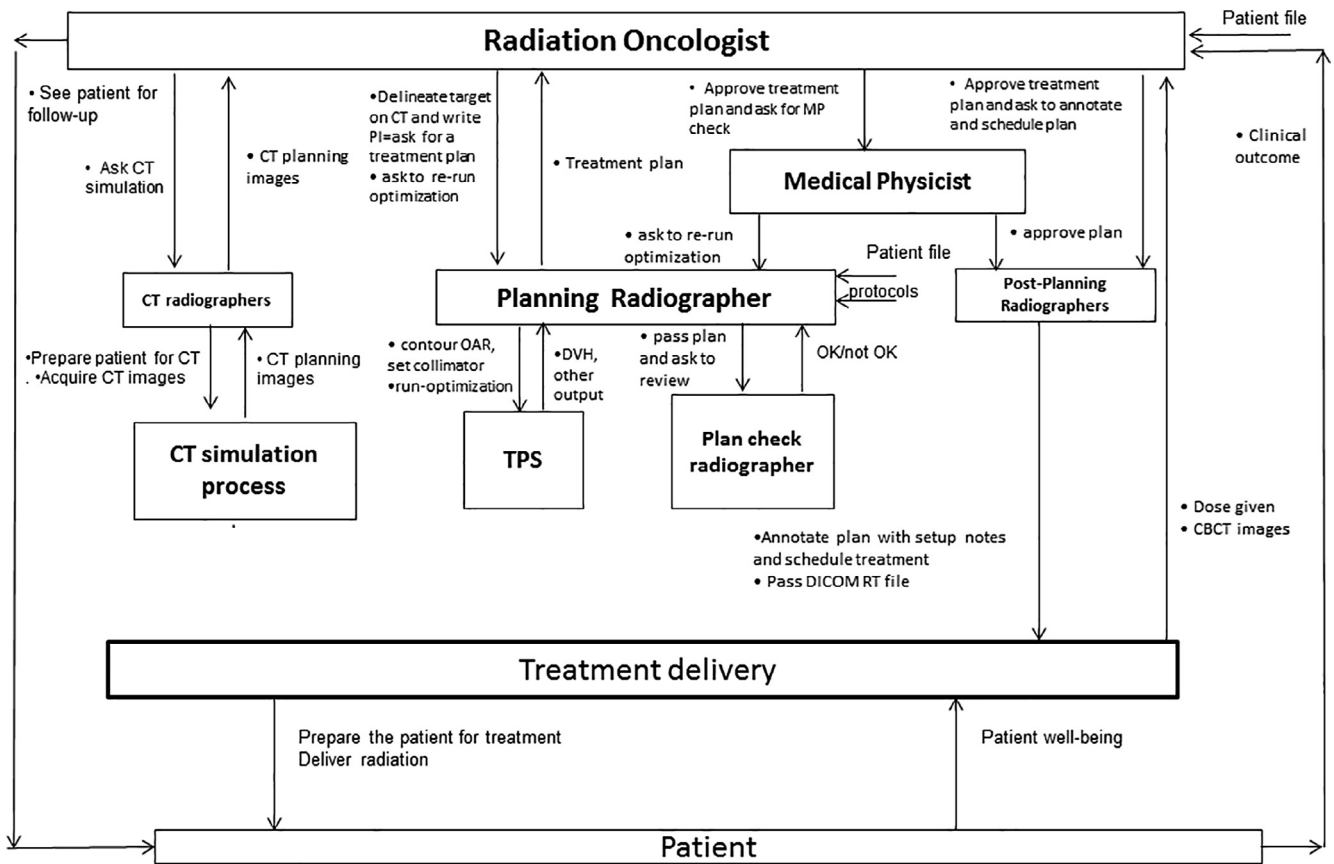 Patient file
Radiation Oncologist
• See patient for
follow-up
• Ask CT
simulation
• CT planning
images
•Delineate target
on CT and write
PI=ask for a
treatment plan
• ask to re-run
optimization
• Treatment plan
• Approve treatment
plan and ask for MP
check
• Approve treatment
plan and ask to annotate
and schedule plan
• Clinical
outcome
Medical Physicist
• ask to re-run
optimization
• approve plan
Patient file
protocols
CT radiographers
Planning Radiographer
Post-Planning
Radiographers
•Prepare patient for CT
. •Acquire CT images
• CT planning
images
• contour OAR,
set collimator
•run-optimization
•DVH,
other
output
• pass plan
and ask to
review
OK/not OK
CT simulation
process
.
TPS
Plan check
radiographer
• Dose given
• CBCT images
•Annotate plan with setup notes
and schedule treatment
• Pass DICOM RT file
Treatment delivery
Prepare the patient for treatment
Deliver radiation
Patient well-being
Patient